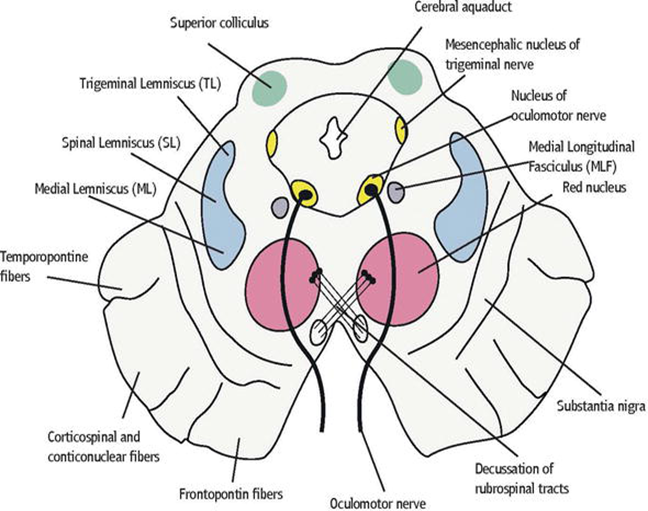 Cerebral aquaduct
Superior colliculus
Mesencephalic nucleus of
trigeminal nerve
Trigeminal Lemniscus (TL)
Nucleus of
oculomotor nerve
Spinal Lemniscus (SL)
Medial Longitudinal
Fasciculus (MLF)
Medial Lemniscus (ML)
Red nucleus
Temporopontine
fibers
Substantia nigra
Corticospinal and
conticonuclear fibers
Decussation of
rubrospinal tracts
Frontopontin fibers
Oculomotor nerve